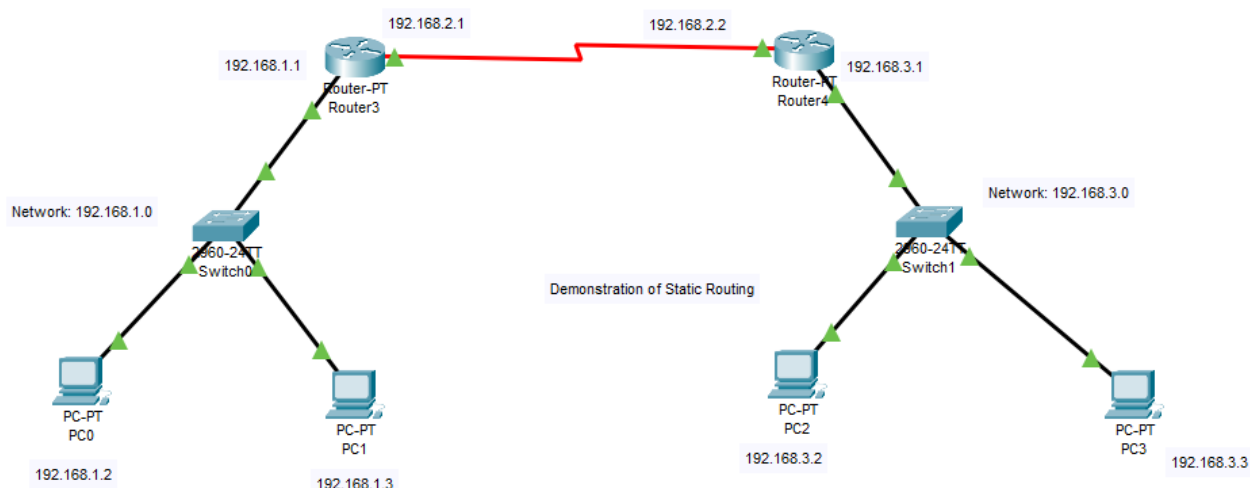 192.168.2.1
192.168.2.2
192.168.1.1
Router-PT
Router3
192.168.3.1
Router-PT
Router4
Network: 192.168.1.0
2960-24TT
Switch0
Network: 192.168.3.0
2960-24TT
Switch1
Demonstration of Static Routing
PC-PT
PC0
192.168.1.2
PC-PT
PC1
192.168.1.3
PC-PT
PC2
192.168.3.2
PC-PT
PC3
192.168.3.3